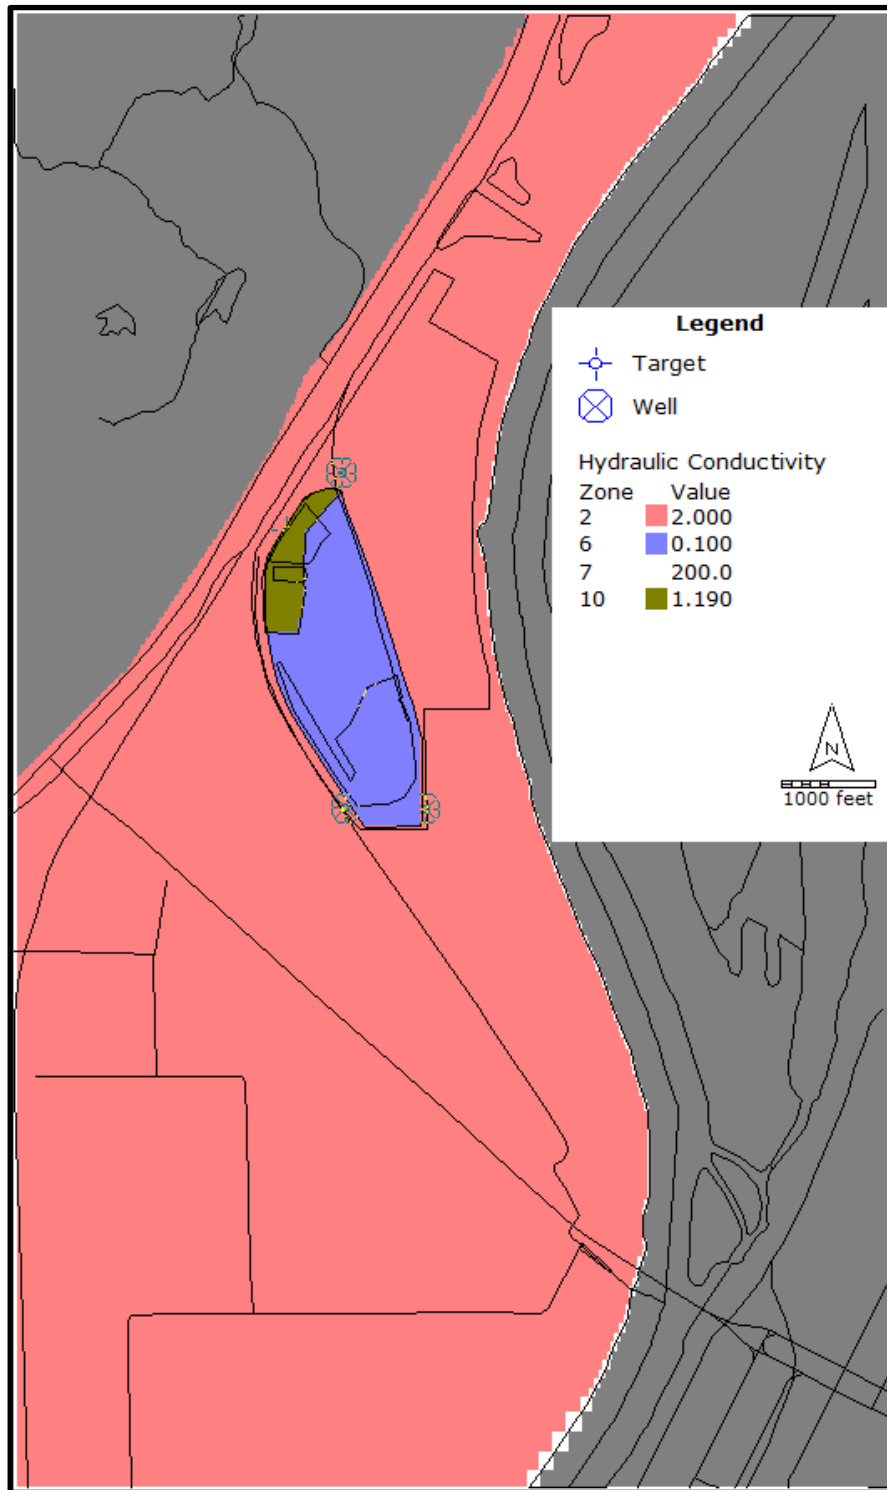 Legend
Target
Well
Hydraulic Conductivity
Zone Value
2 2.000
6 0.100
7 200.0
10 1.190
N
1000 feet